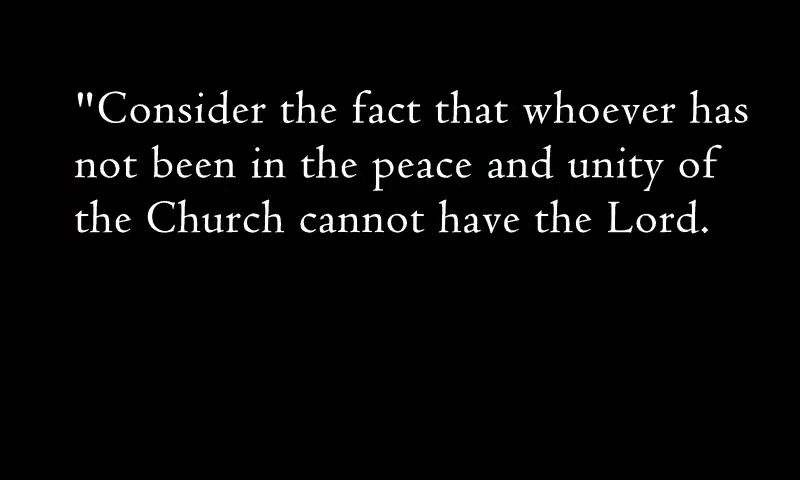 "Consider the fact that whoever has
not been in the peace and unity of
the Church cannot have the Lord.